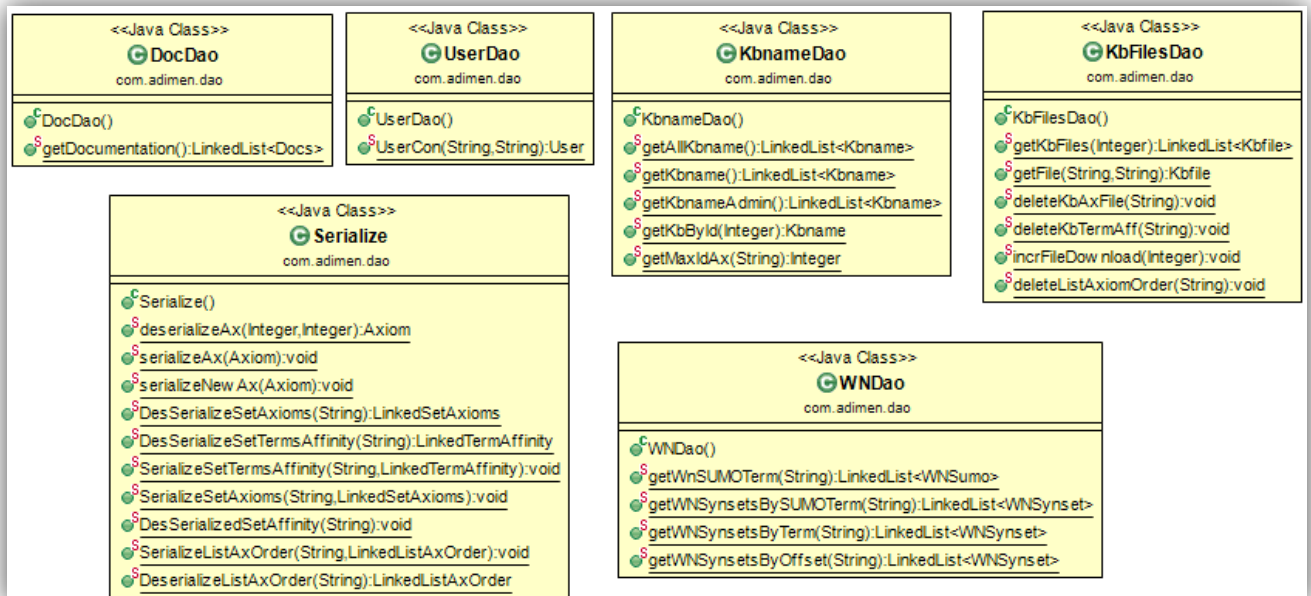 <<Java Class>>
DocDao
com.adimen.dao
DocDao()
getDocumentation():LinkedList<Docs>
<<Java Class>>
UserDao
com.adimen.dao
UserDao()
UserCon(String,String):User
<<Java Class>>
KbnameDao
com.adimen.dao
KbnameDao()
getAllKbname():LinkedList<Kbname>
getKbname():LinkedList<Kbname>
getKbnameAdmin():LinkedList<Kbname>
getKbById(Integer):Kbname
getMaxIdAx(String):Integer
<<Java Class>>
KbFilesDao
com.adimen.dao
KbFilesDao()
getKbFiles(Integer):LinkedList<Kbfile>
getFile(String,String):Kbfile
deleteKbAxFile(String):void
deleteKbTermAff(String):void
incrFileDownload(Integer):void
deleteListAxiomOrder(String):void
<<Java Class>>
Serialize
com.adimen.dao
Serialize()
deserializeAx(Integer,Integer):Axiom
serializeAx(Axiom):void
serializeNewAx(Axiom):void
DesSerializeSetAxioms(String):LinkedSetAxioms
DesSerializeSetTermsAffinity(String):LinkedTermAffinity
SerializeSetTermsAffinity(String,LinkedTermAffinity):void
SerializeSetAxioms(String,LinkedSetAxioms):void
DesSerializedSetAffinity(String):void
SerializeListAxOrder(String,LinkedListAxOrder):void
DeserializeListAxOrder(String):LinkedListAxOrder
<<Java Class>>
WNDao
com.adimen.dao
WNDao()
getWnSUMOTerm(String):LinkedList<WNSumo>
getWNSynsetsBySUMOTerm(String):LinkedList<WNSynset>
getWNSynsetsByTerm(String):LinkedList<WNSynset>
getWNSynsetsByOffset(String):LinkedList<WNSynset>